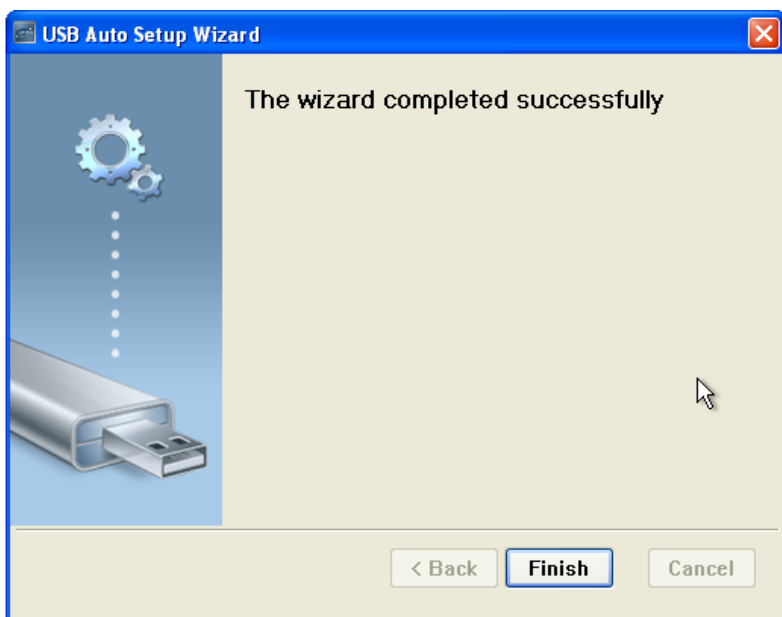 USB Auto Setup Wizard
The wizard completed successfully
< Back
Finish
Cancel